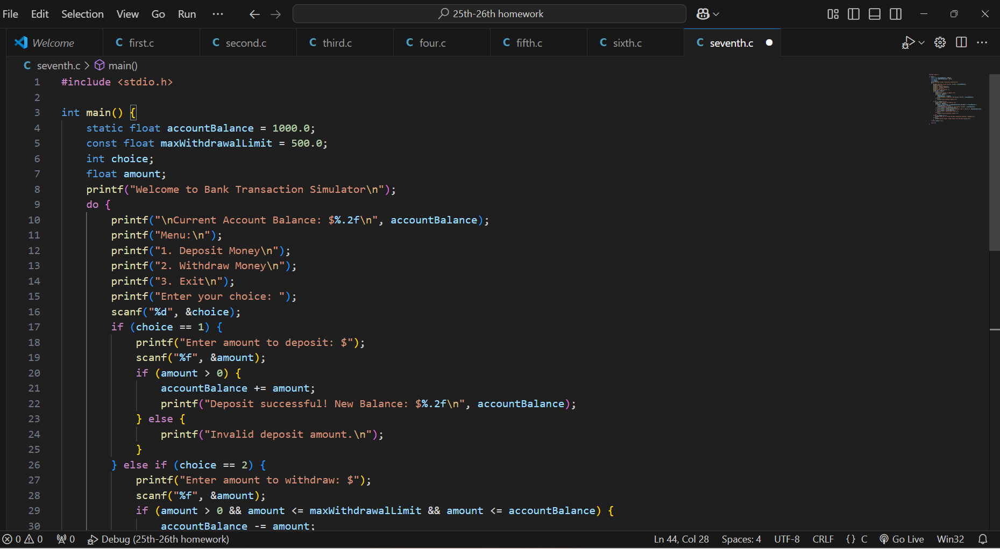 File Edit Selection View Go Run ··· 25th-26th homework
Welcome C first.c C second.c C third.c C four.c C fifth.c C sixth.c C seventh.c
C seventh.c > main()
1 #include <stdio.h>
2
3 int main() {
4     static float accountBalance = 1000.0;
5     const float maxWithdrawalLimit = 500.0;
6     int choice;
7     float amount;
8     printf("Welcome to Bank Transaction Simulator\n");
9     do {
10         printf("\nCurrent Account Balance: $%.2f\n", accountBalance);
11         printf("Menu:\n");
12         printf("1. Deposit Money\n");
13         printf("2. Withdraw Money\n");
14         printf("3. Exit\n");
15         printf("Enter your choice: ");
16         scanf("%d", &choice);
17         if (choice == 1) {
18             printf("Enter amount to deposit: $");
19             scanf("%f", &amount);
20             if (amount > 0) {
21                 accountBalance += amount;
22                 printf("Deposit successful! New Balance: $%.2f\n", accountBalance);
23             } else {
24                 printf("Invalid deposit amount.\n");
25             }
26         } else if (choice == 2) {
27             printf("Enter amount to withdraw: $");
28             scanf("%f", &amount);
29             if (amount > 0 && amount <= maxWithdrawalLimit && amount <= accountBalance) {
30                 accountBalance -= amount;
0 0 0 Debug (25th-26th homework) Ln 44, Col 28 Spaces: 4 UTF-8 CRLF {} C Go Live Win32